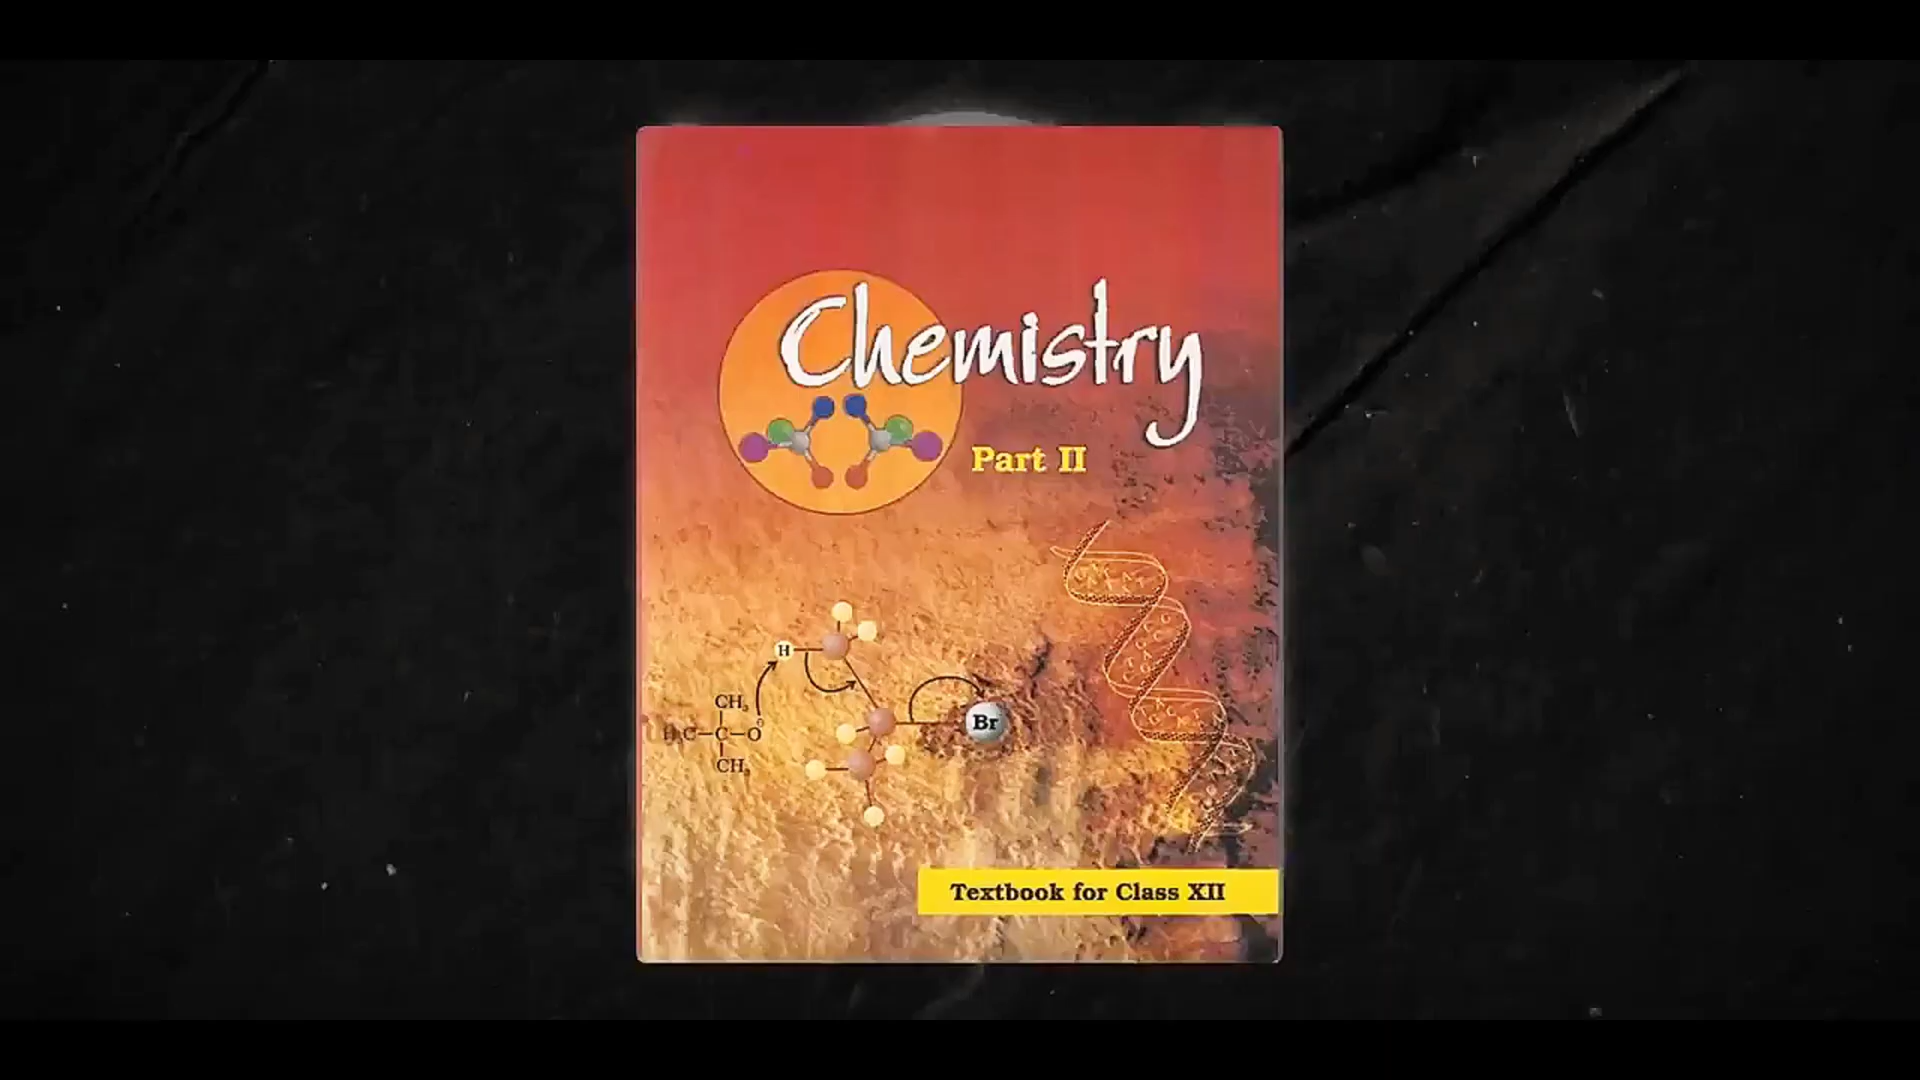 Chemistry
Part II
H
CH₃
H₃C—C—O⊖
Br
CH₃
Textbook for Class XII